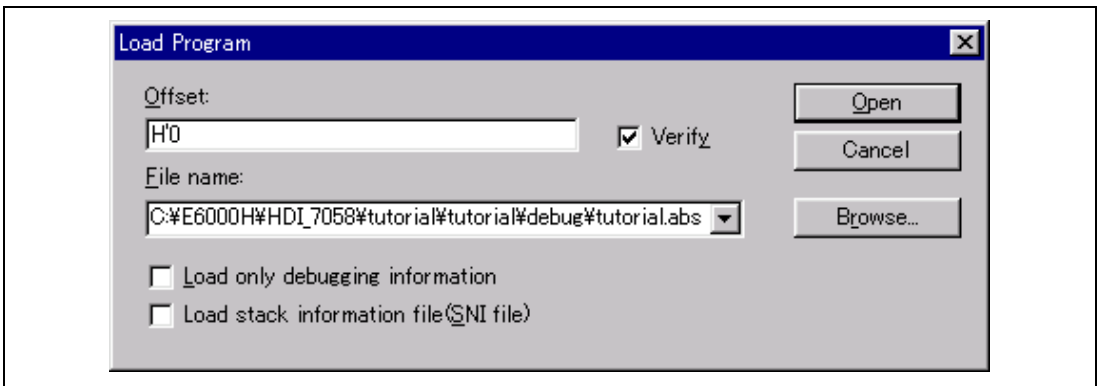 Load Program
Offset:
Open
H'0
Verify
Cancel
File name:
C:¥E6000H¥HDI_7058¥tutorial¥tutorial¥debug¥tutorial.abs
Browse...
Load only debugging information
Load stack information file(SNI file)